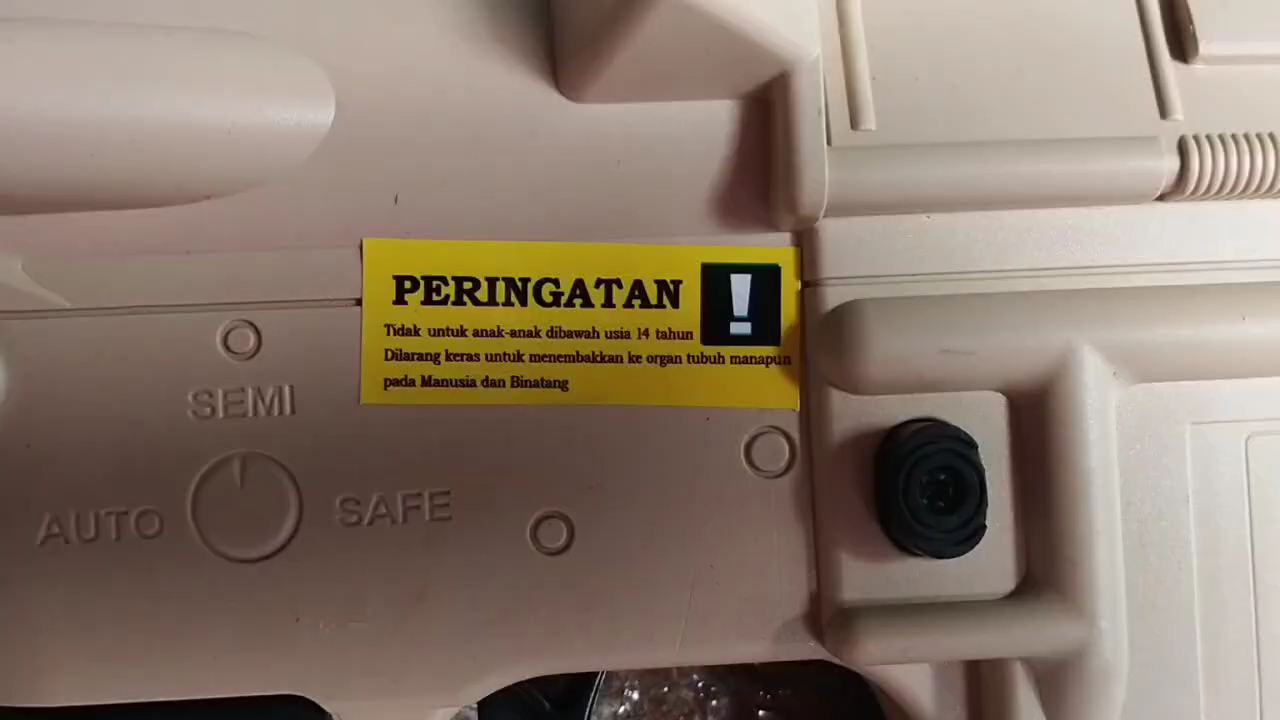 PERINGATAN !
Tidak untuk anak-anak dibawah usia 14 tahun
Dilarang keras untuk menembakkan ke organ tubuh manapun
pada Manusia dan Binatang
SEMI
AUTO SAFE